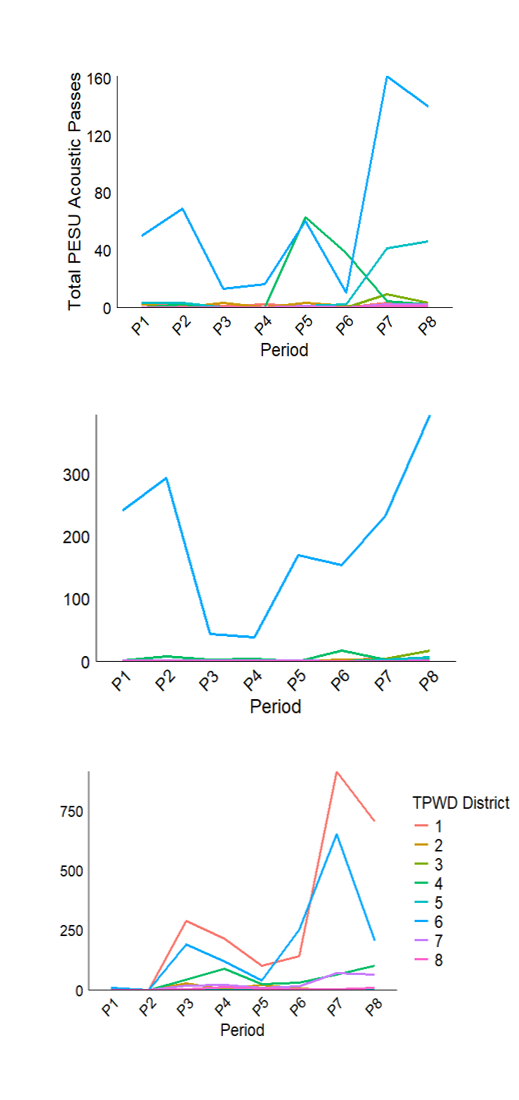 Total PESU Acoustic Passes
160
120
80
40
0
P1 P2 P3 P4 P5 P6 P7 P8
Period
300
200
100
0
P1 P2 P3 P4 P5 P6 P7 P8
Period
750
500
250
0
P1 P2 P3 P4 P5 P6 P7 P8
Period
TPWD District
1
2
3
4
5
6
7
8